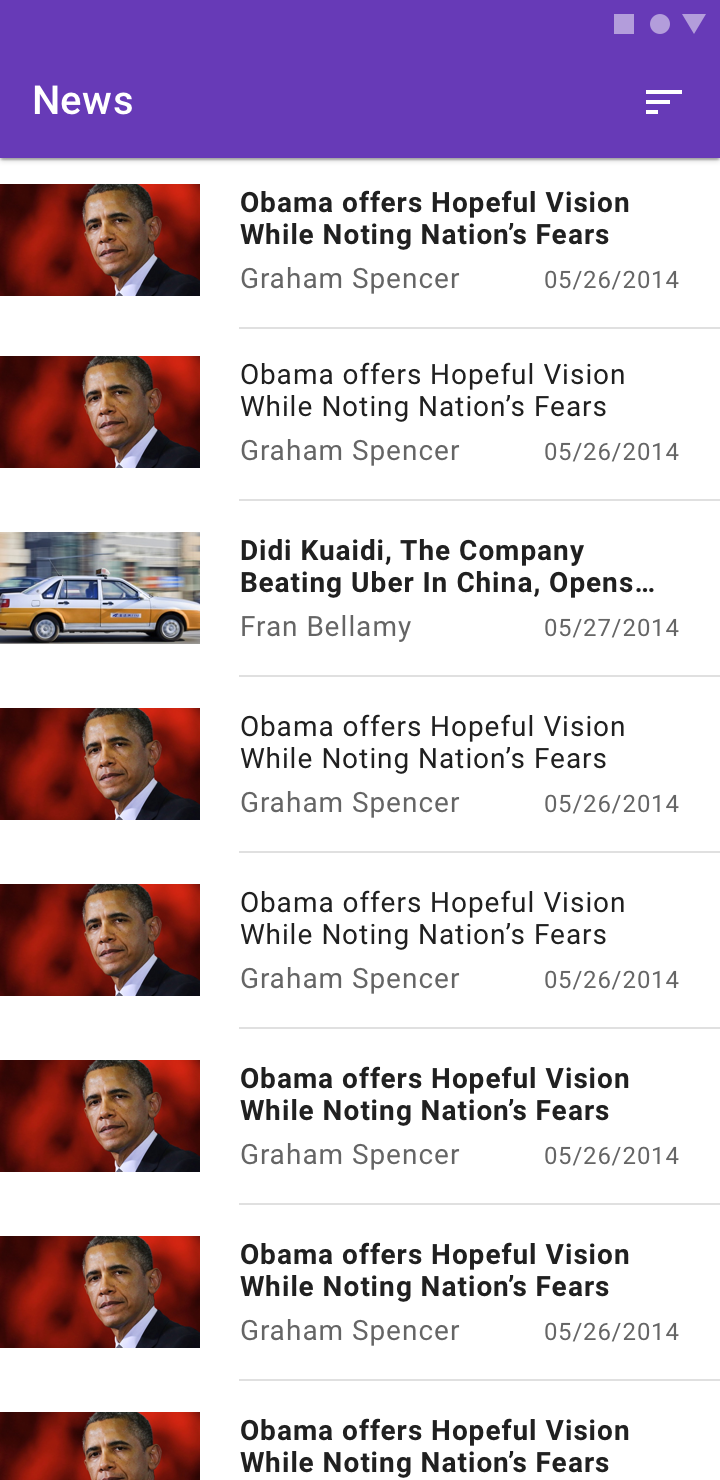 News
Obama offers Hopeful Vision
While Noting Nation’s Fears
Graham Spencer 05/26/2014
Obama offers Hopeful Vision
While Noting Nation’s Fears
Graham Spencer 05/26/2014
Didi Kuaidi, The Company
Beating Uber In China, Opens…
Fran Bellamy 05/27/2014
Obama offers Hopeful Vision
While Noting Nation’s Fears
Graham Spencer 05/26/2014
Obama offers Hopeful Vision
While Noting Nation’s Fears
Graham Spencer 05/26/2014
Obama offers Hopeful Vision
While Noting Nation’s Fears
Graham Spencer 05/26/2014
Obama offers Hopeful Vision
While Noting Nation’s Fears
Graham Spencer 05/26/2014
Obama offers Hopeful Vision
While Noting Nation’s Fears